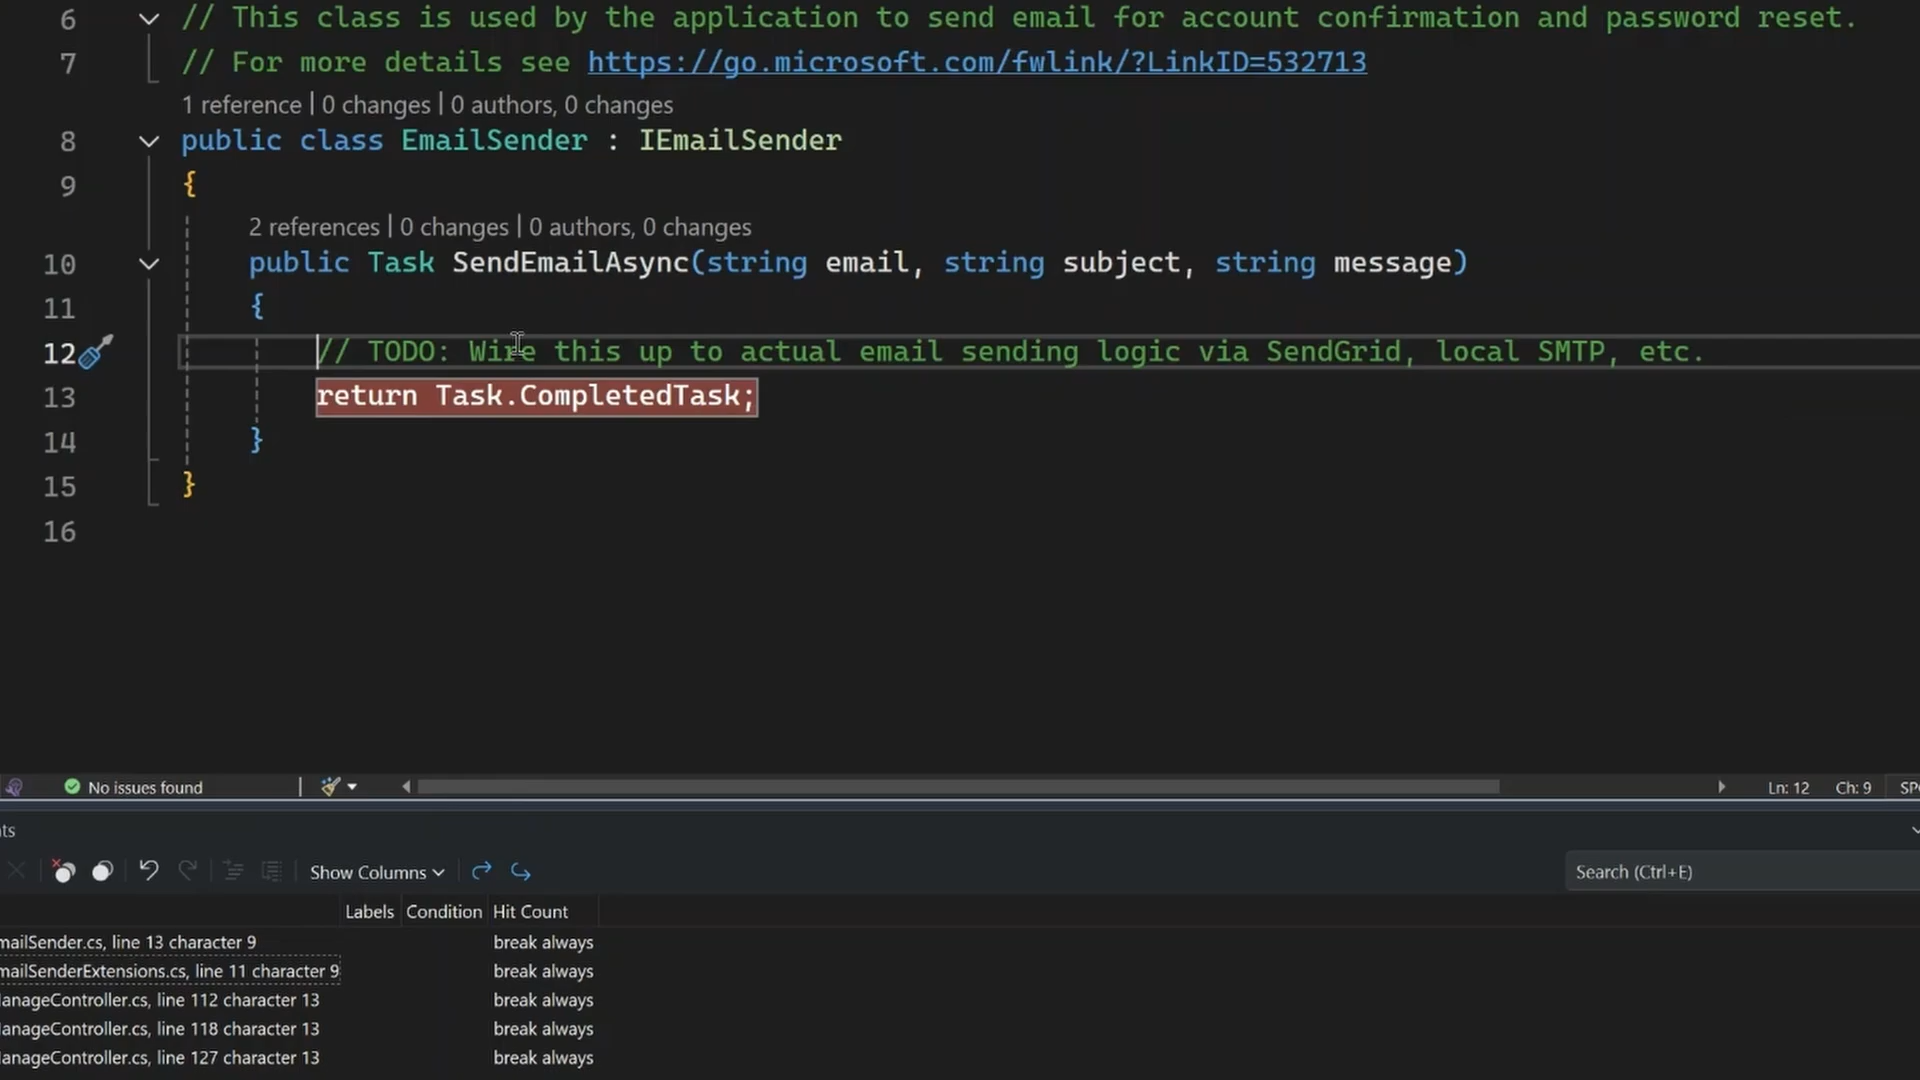 6 // This class is used by the application to send email for account confirmation and password reset.
7 // For more details see https://go.microsoft.com/fwlink/?LinkID=532713
1 reference | 0 changes | 0 authors, 0 changes
8 public class EmailSender : IEmailSender
9 {
2 references | 0 changes | 0 authors, 0 changes
10 public Task SendEmailAsync(string email, string subject, string message)
11 {
12 // TODO: Wire this up to actual email sending logic via SendGrid, local SMTP, etc.
13 return Task.CompletedTask;
14 }
15 }
16
No issues found Ln: 12 Ch: 9 SP
ts
Show Columns Search (Ctrl+E)
Labels Condition Hit Count
mailSender.cs, line 13 character 9 break always
mailSenderExtensions.cs, line 11 character 9 break always
anageController.cs, line 112 character 13 break always
anageController.cs, line 118 character 13 break always
anageController.cs, line 127 character 13 break always